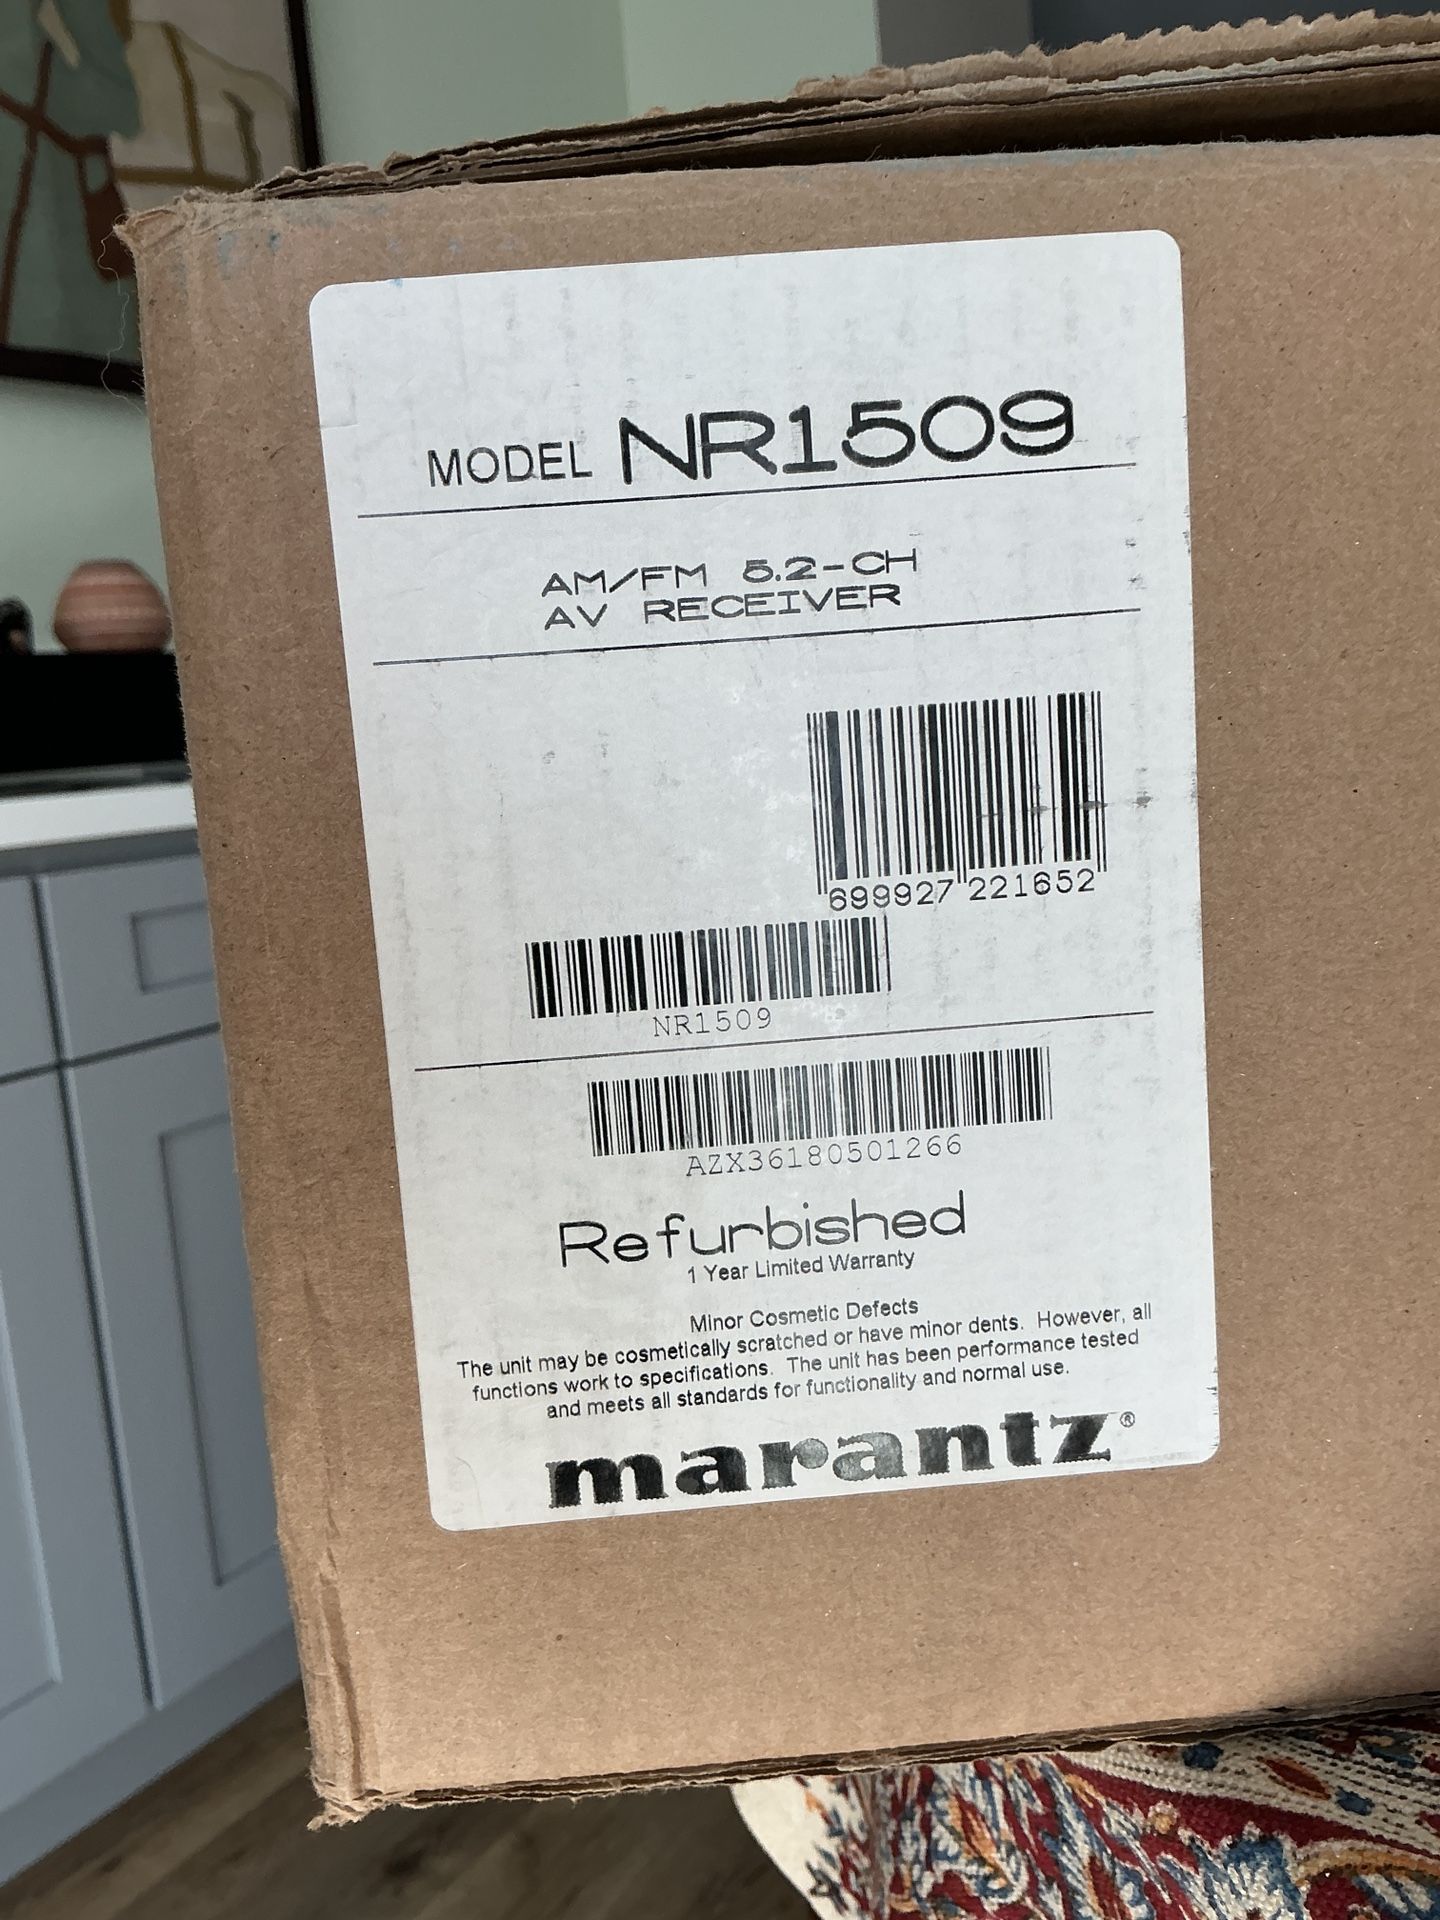 MODEL NR1509
AM/FM 5.2-CH
AV RECEIVER
699927 221652
NR1509
AZX36180501266
Refurbished
1 Year Limited Warranty
Minor Cosmetic Defects
The unit may be cosmetically scratched or have minor dents. However, all
functions work to specifications. The unit has been performance tested
and meets all standards for functionality and normal use.
marantz®